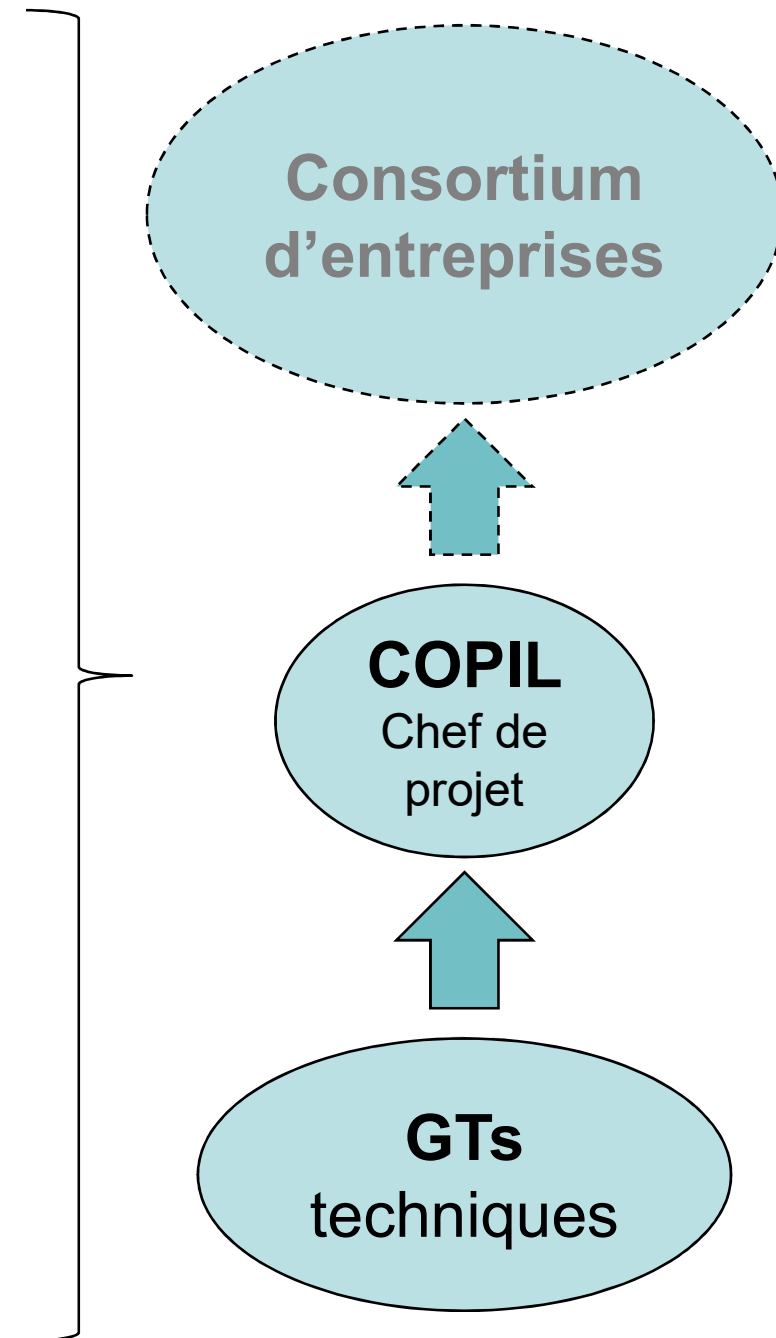 Consortium
d’entreprises
COPIL
Chef de
projet
GTs
techniques